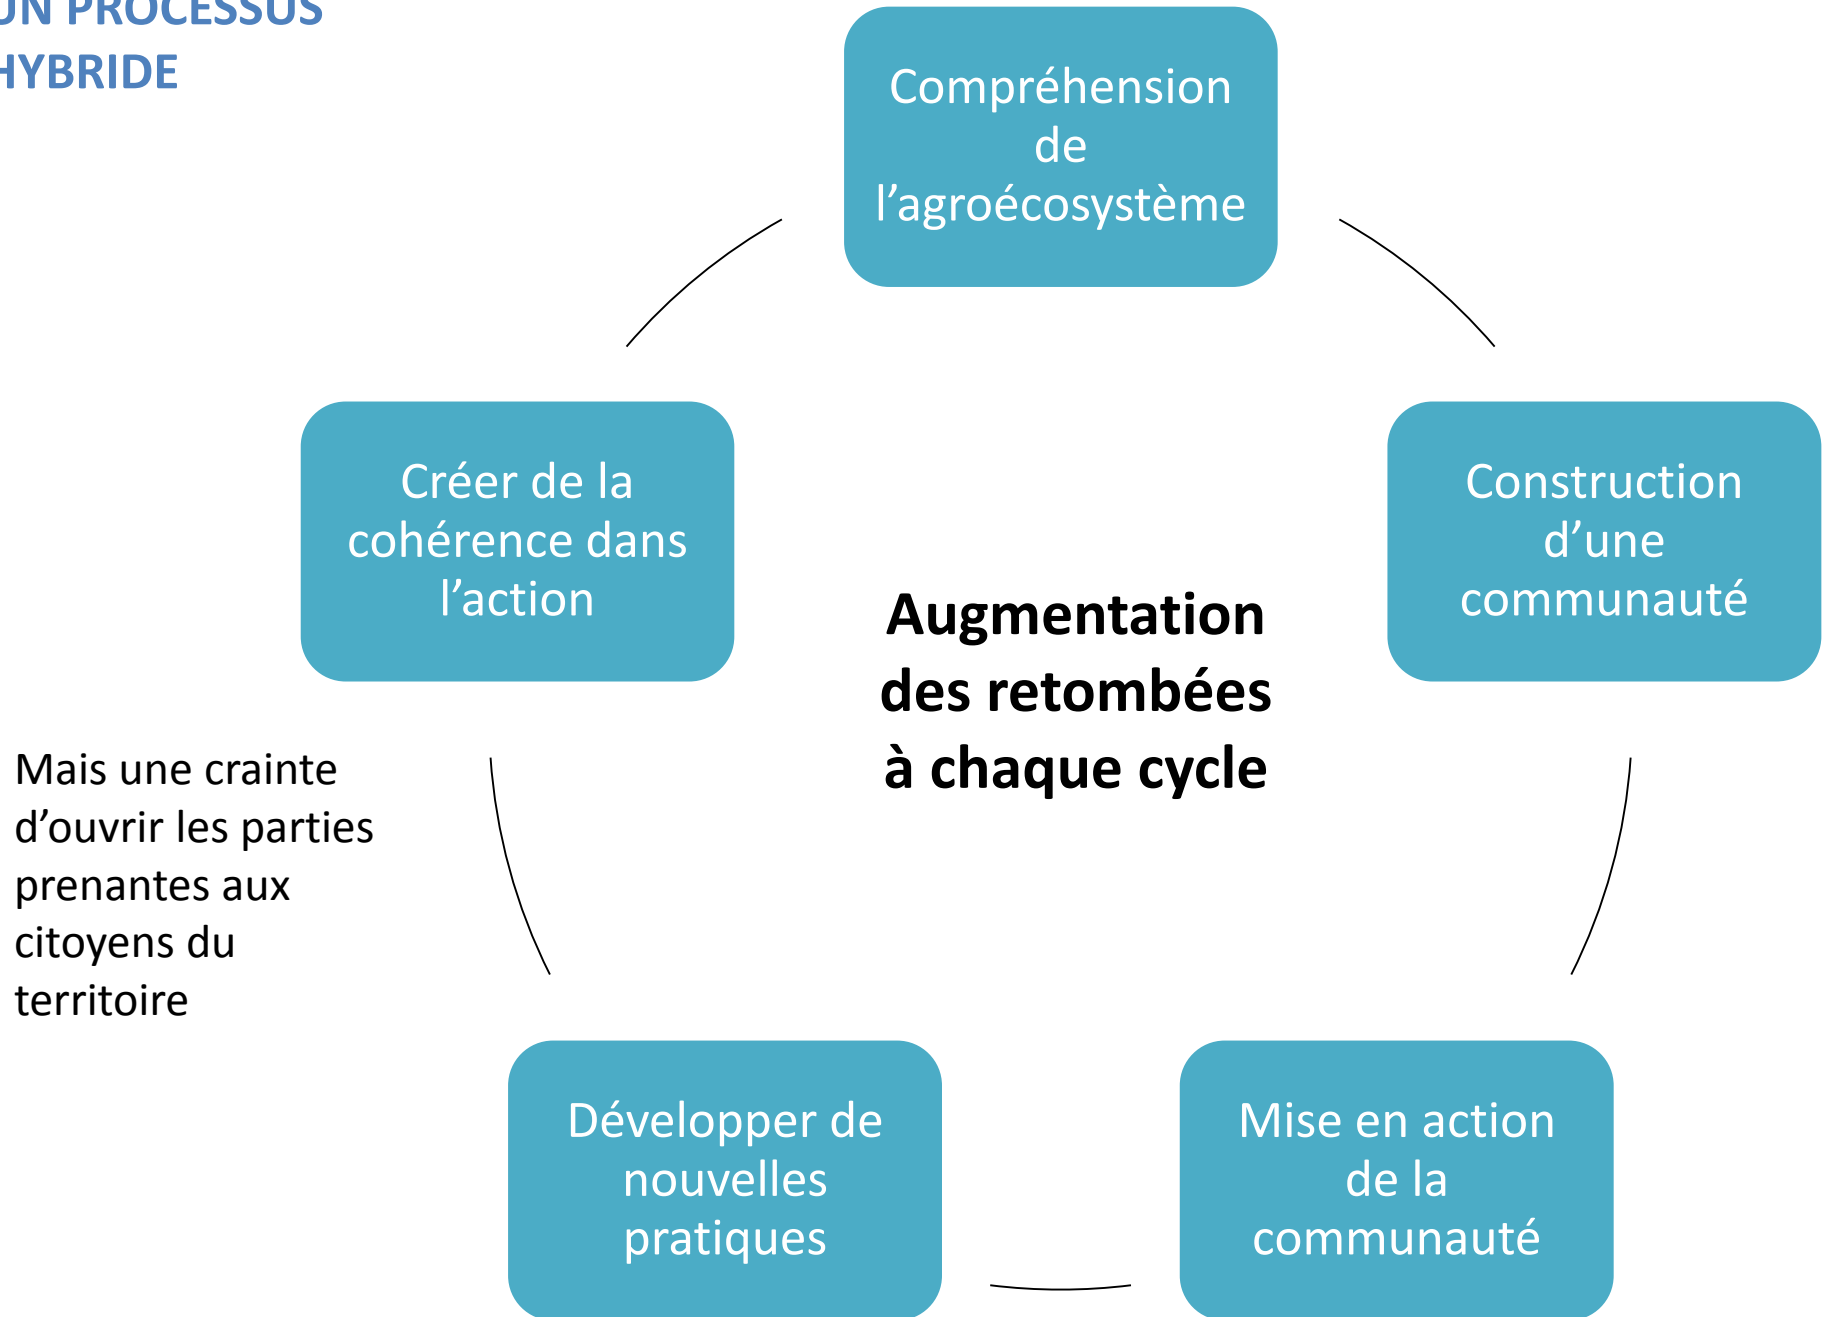 UN PROCESSUS
HYBRIDE
Compréhension
de
l’agroécosystème
Construction
d’une
communauté
Mise en action
de la
communauté
Développer de
nouvelles
pratiques
Créer de la
cohérence dans
l’action
Augmentation
des retombées
à chaque cycle
Mais une crainte
d’ouvrir les parties
prenantes aux
citoyens du
territoire